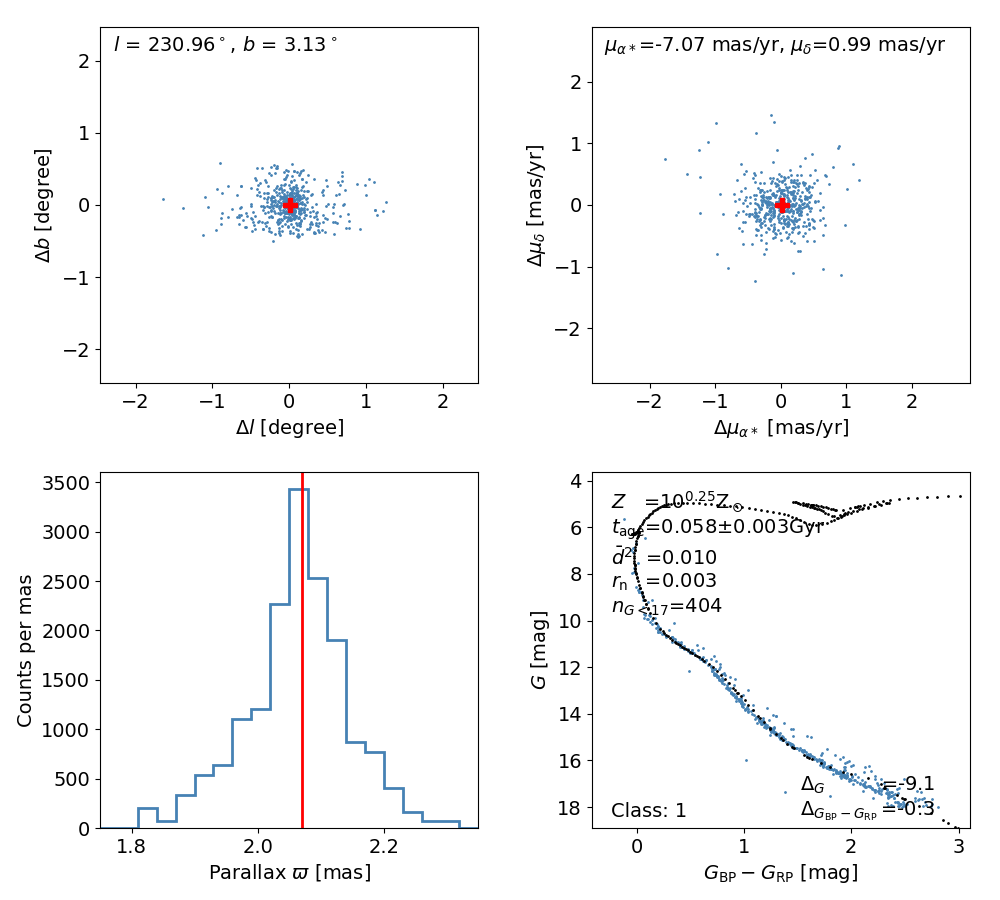 l = 230.96°, b = 3.13°
2
1
0
−1
−2
−2 −1 0 1 2
Δb [degree]
Δl [degree]
μα*=-7.07 mas/yr, μδ=0.99 mas/yr
2
1
0
−1
−2
−2 −1 0 1 2
Δμδ [mas/yr]
Δμα* [mas/yr]
3500
3000
2500
2000
1500
1000
500
0
1.8 2.0 2.2
Counts per mas
Parallax ϖ [mas]
4
6
8
10
12
14
16
18
0 1 2 3
G [mag]
G_BP − G_RP [mag]
Z =10^0.25 Z⊙
t_age=0.058±0.003Gyr
d̄² =0.010
r_n =0.003
n_G<17=404
Δ_G =-9.1
Δ_G_BP−G_RP =-0.3
Class: 1